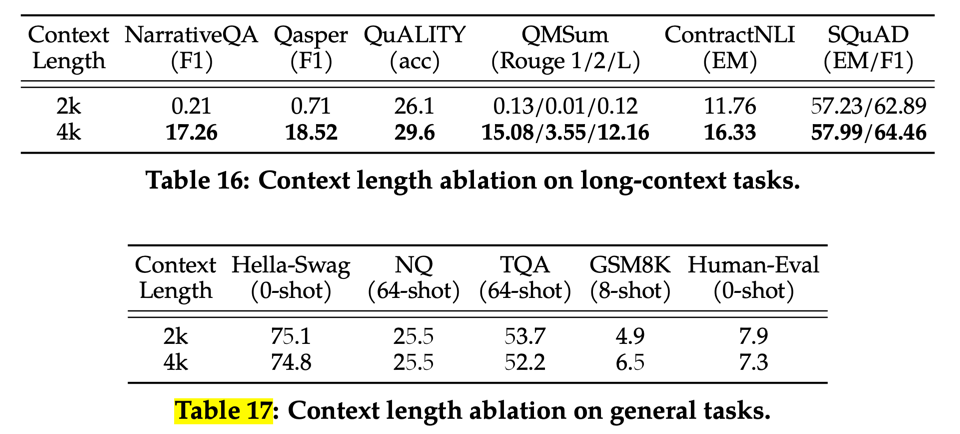 Context NarrativeQA Qasper QuALITY QMSum ContractNLI SQuAD
Length (F1) (F1) (acc) (Rouge 1/2/L) (EM) (EM/F1)
2k 0.21 0.71 26.1 0.13/0.01/0.12 11.76 57.23/62.89
4k 17.26 18.52 29.6 15.08/3.55/12.16 16.33 57.99/64.46
Table 16: Context length ablation on long-context tasks.
Context Hella-Swag NQ TQA GSM8K Human-Eval
Length (0-shot) (64-shot) (64-shot) (8-shot) (0-shot)
2k 75.1 25.5 53.7 4.9 7.9
4k 74.8 25.5 52.2 6.5 7.3
Table 17: Context length ablation on general tasks.